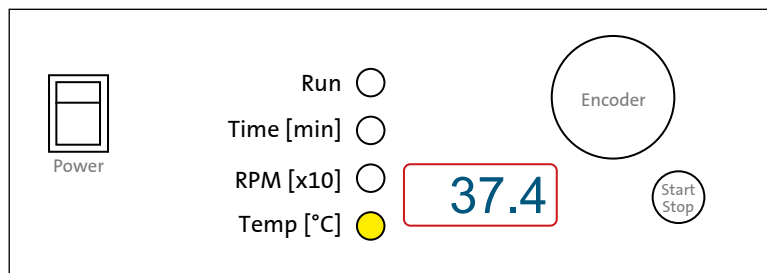 Power
Run
Time [min]
RPM [x10]
Temp [°C]
37.4
Encoder
Start
Stop